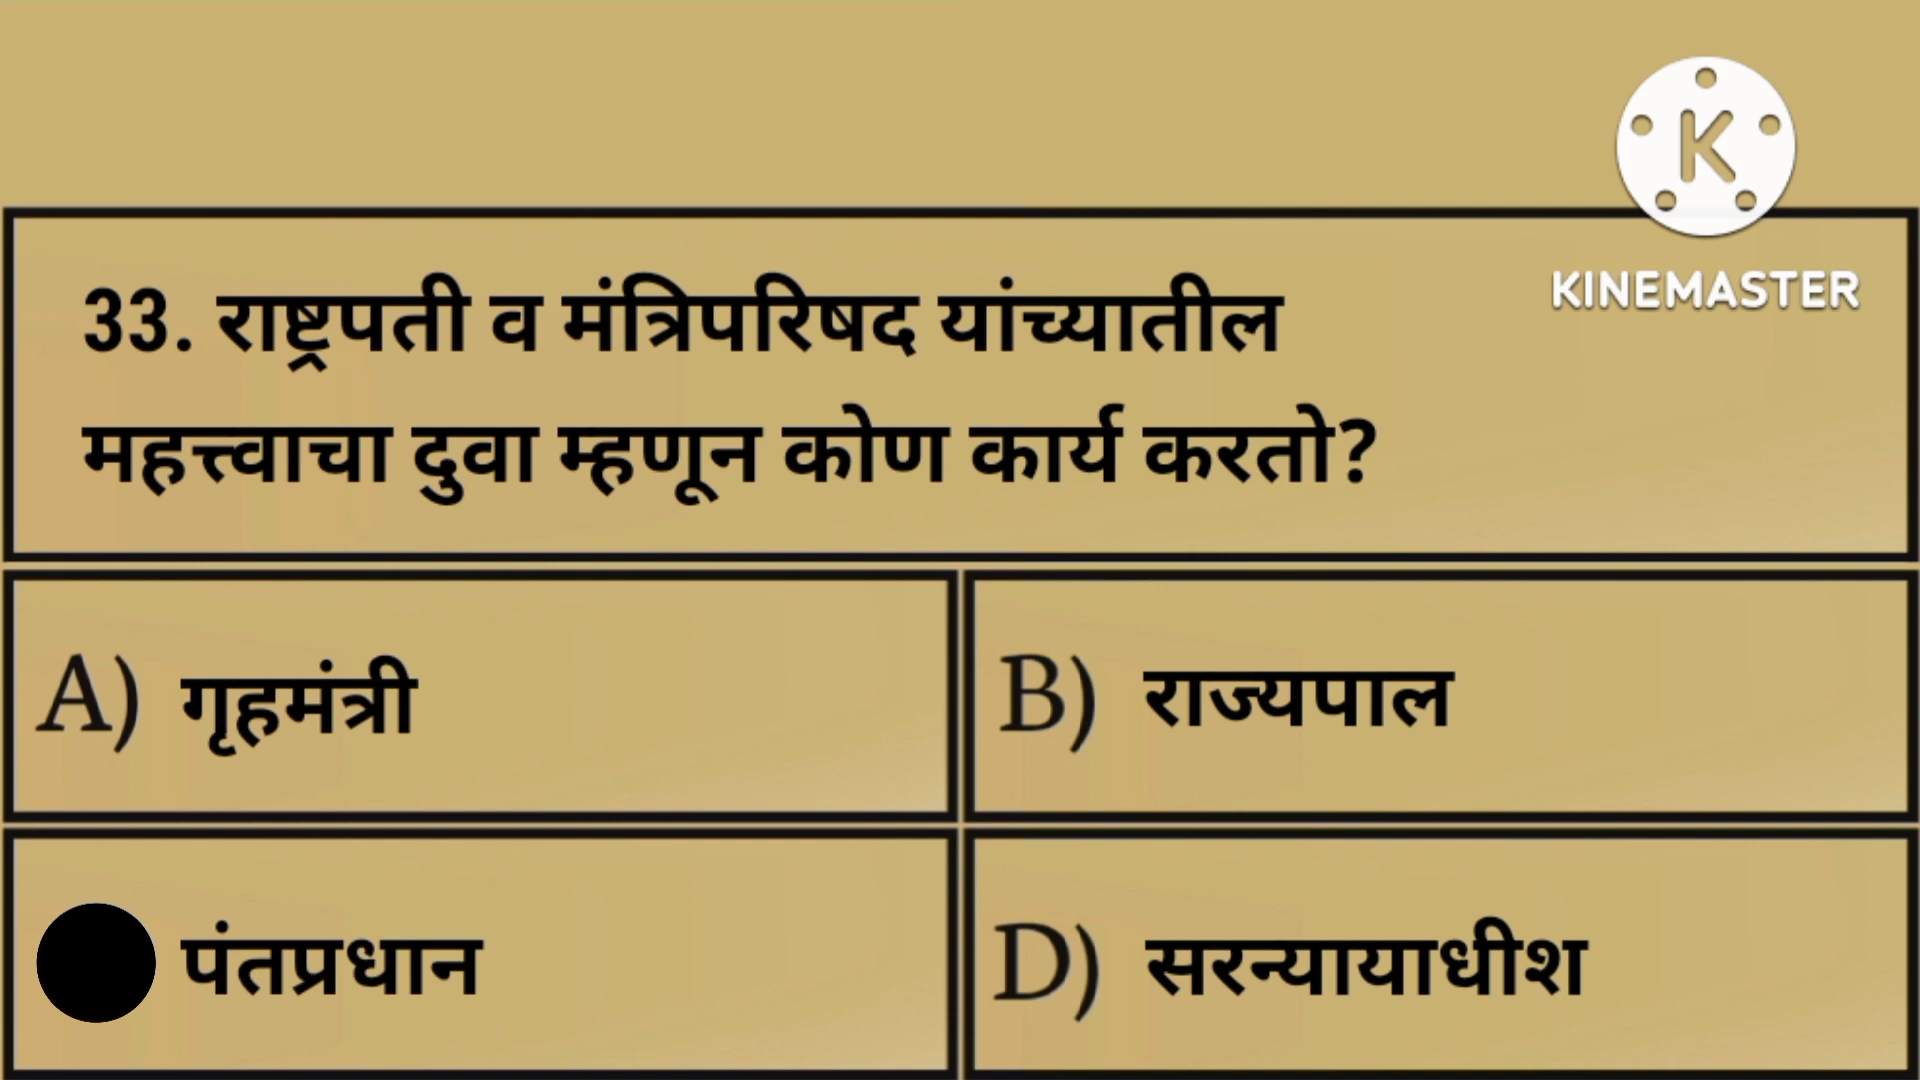 K
KINEMASTER
33. राष्ट्रपती व मंत्रिपरिषद यांच्यातील
महत्त्वाचा दुवा म्हणून कोण कार्य करतो?
A) गृहमंत्री
B) राज्यपाल
पंतप्रधान
D) सरन्यायाधीश